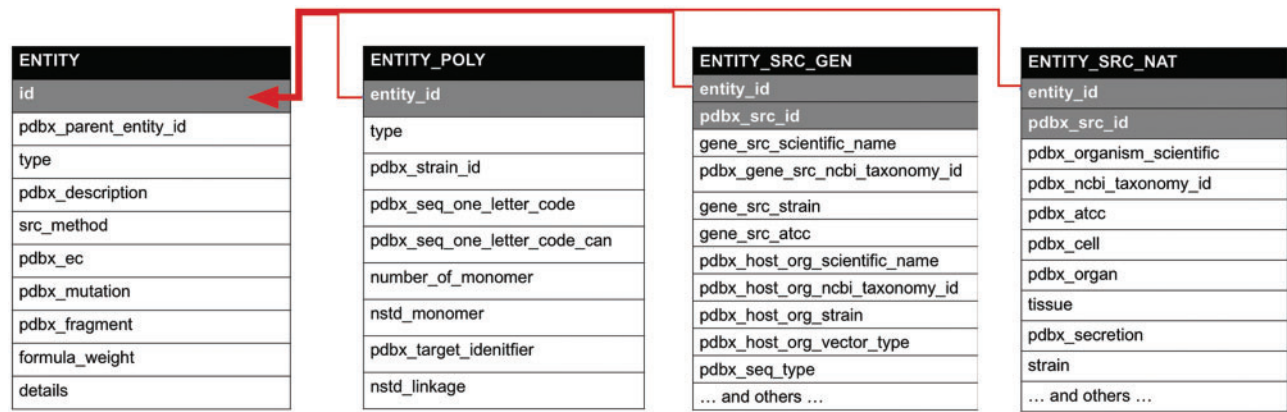 ENTITY
id
pdbx_parent_entity_id
type
pdbx_description
src_method
pdbx_ec
pdbx_mutation
pdbx_fragment
formula_weight
details
ENTITY_POLY
entity_id
type
pdbx_strain_id
pdbx_seq_one_letter_code
pdbx_seq_one_letter_code_can
number_of_monomer
nstd_monomer
pdbx_target_idenitfier
nstd_linkage
ENTITY_SRC_GEN
entity_id
pdbx_src_id
gene_src_scientific_name
pdbx_gene_src_ncbi_taxonomy_id
gene_src_strain
gene_src_atcc
pdbx_host_org_scientific_name
pdbx_host_org_ncbi_taxonomy_id
pdbx_host_org_strain
pdbx_host_org_vector_type
pdbx_seq_type
... and others ...
ENTITY_SRC_NAT
entity_id
pdbx_src_id
pdbx_organism_scientific
pdbx_ncbi_taxonomy_id
pdbx_atcc
pdbx_cell
pdbx_organ
tissue
pdbx_secretion
strain
... and others ...